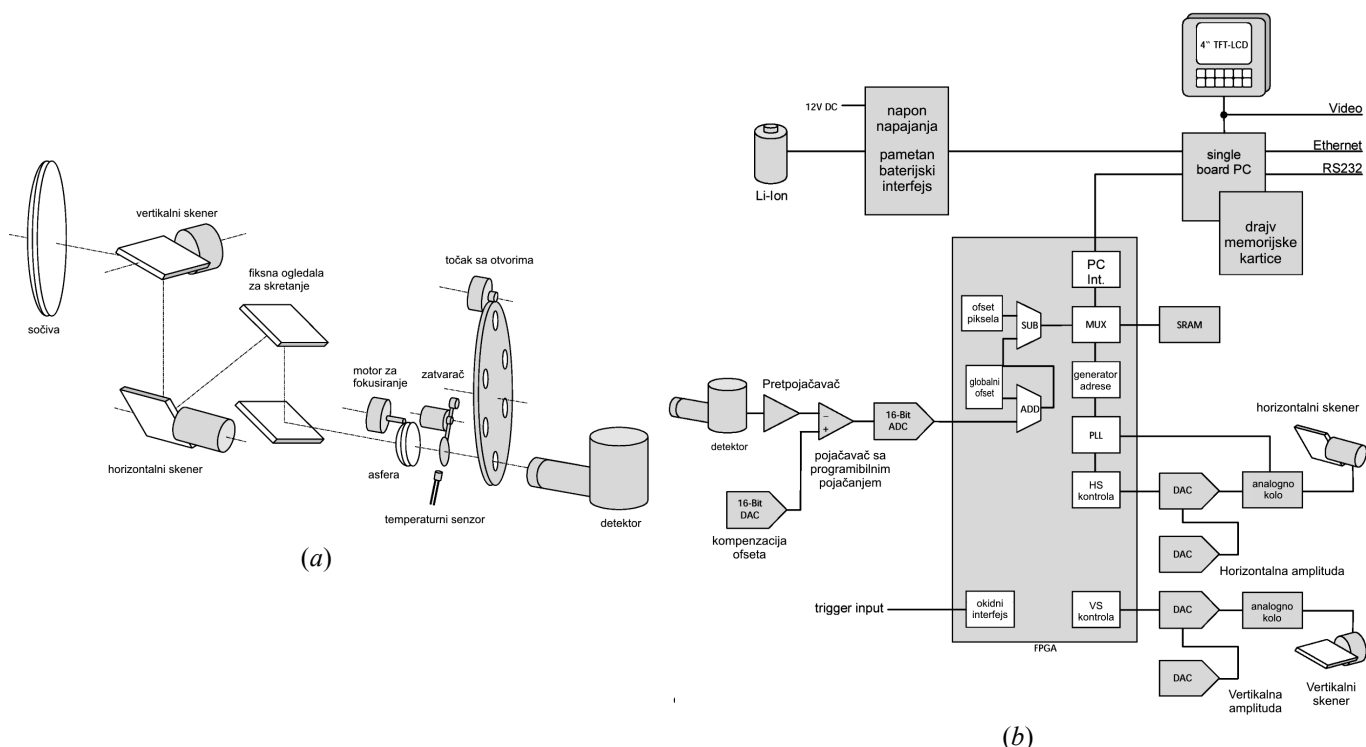 sočiva
vertikalni skener
fiksna ogledala
za skretanje
horizontalni skener
motor za
fokusiranje
zatvarač
točak sa otvorima
asfera
temperaturni senzor
detektor
(a)
4" TFT-LCD
Video
Ethernet
RS232
12V DC
napon
napajanja
pametan
baterijski
interfejs
Li-Ion
single
board PC
drajv
memorijske
kartice
PC
Int.
ofset
piksela
SUB
MUX
SRAM
globalni
ofset
ADD
generator
adrese
Pretpojačavač
detektor
16-Bit
ADC
pojačavač sa
programibilnim
pojačanjem
16-Bit
DAC
kompenzacija
ofseta
PLL
HS
kontrola
DAC
analogno
kolo
horizontalni
skener
DAC
Horizontalna amplituda
trigger input
okidni
interfejs
VS
kontrola
FPGA
DAC
analogno
kolo
DAC
Vertikalna
amplituda
Vertikalni
skener
(b)